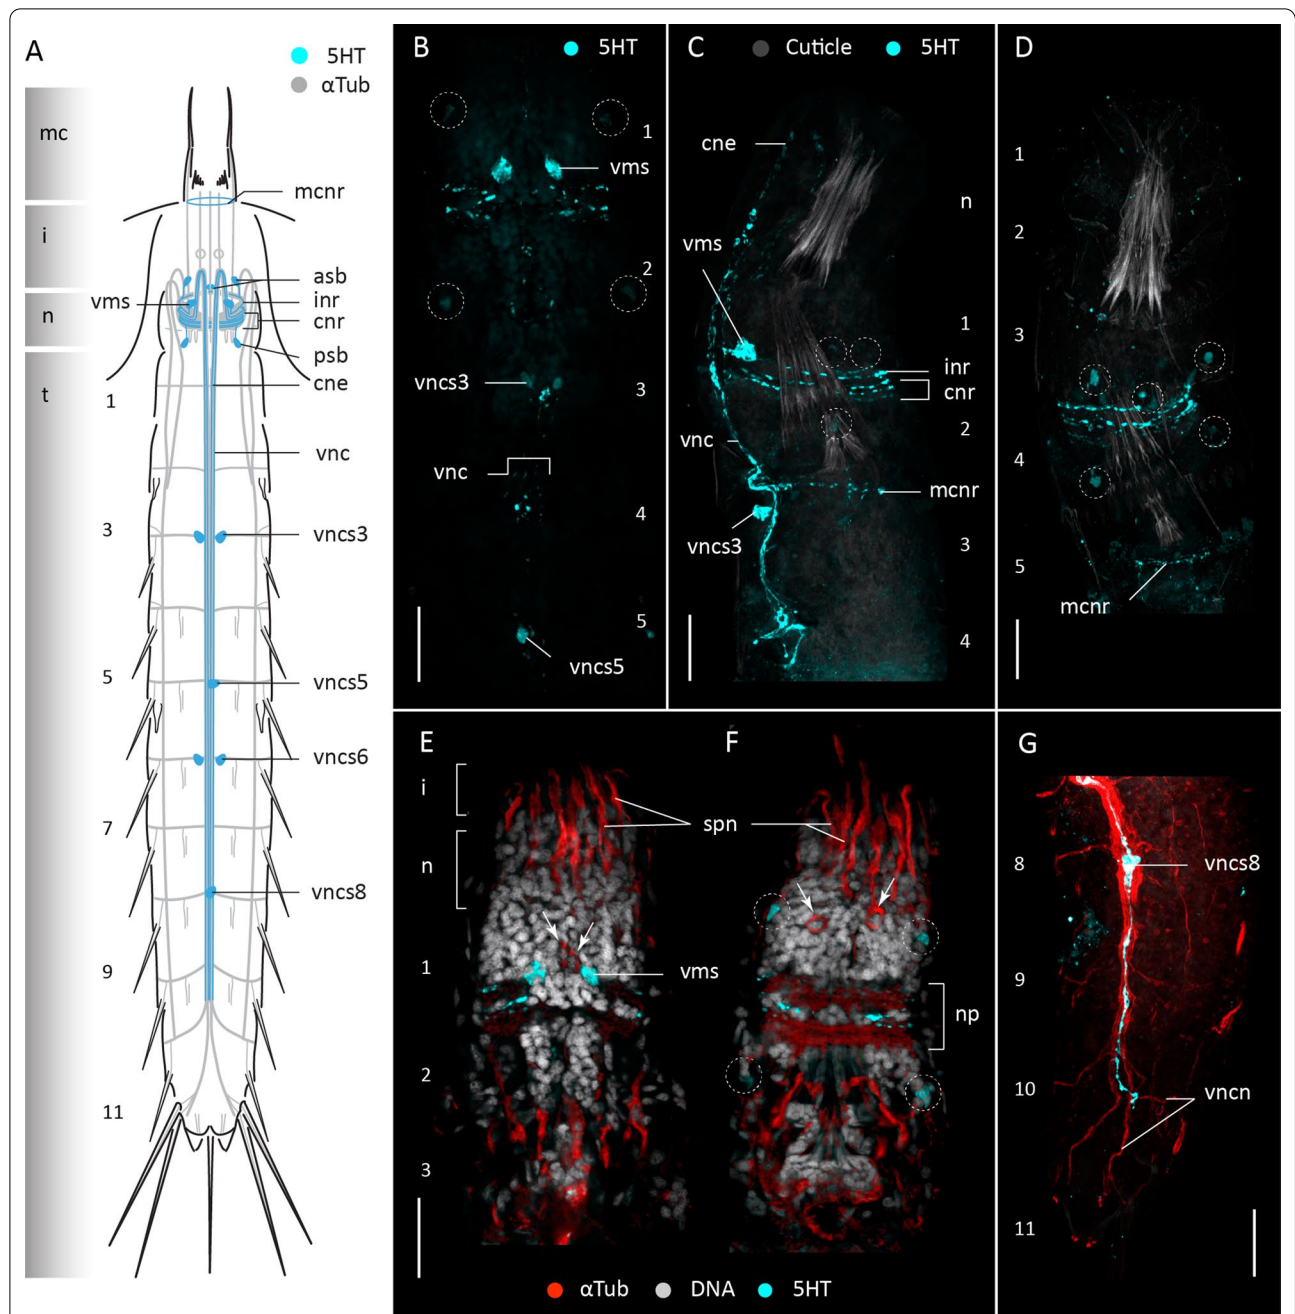 A
5HT
αTub
mc
mcnr
i
asb
vms
inr
n
cnr
psb
t
cne
1
vnc
3
vncs3
5
vncs5
vncs6
7
vncs8
9
11
B
5HT
1
vms
2
vncs3
3
vnc
4
5
vncs5
C
Cuticle
5HT
cne
n
vms
1
inr
cnr
2
vnc
mcnr
vncs3
3
4
D
1
2
3
4
5
mcnr
E
i
n
spn
1
vms
2
3
F
np
αTub
DNA
5HT
G
8
vncs8
9
10
vncn
11